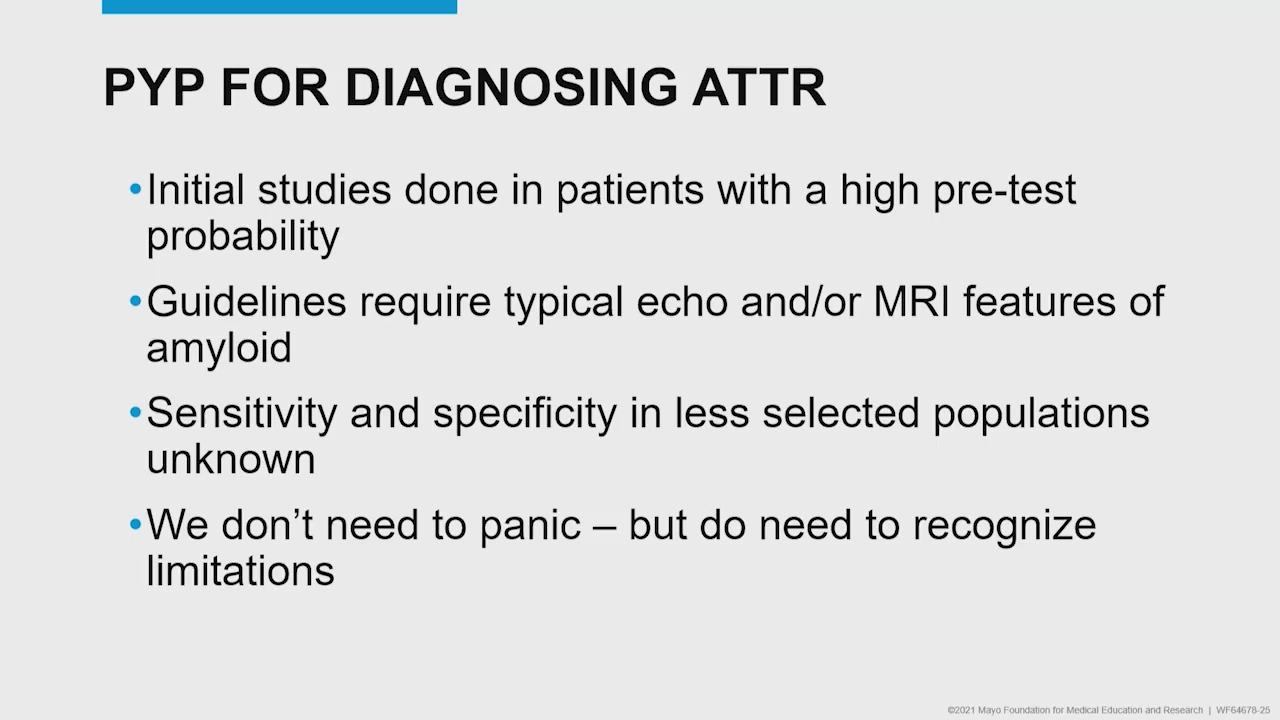 PYP FOR DIAGNOSING ATTR
•Initial studies done in patients with a high pre-test
probability
•Guidelines require typical echo and/or MRI features of
amyloid
•Sensitivity and specificity in less selected populations
unknown
•We don’t need to panic – but do need to recognize
limitations
©2021 Mayo Foundation for Medical Education and Research | WF64678-25